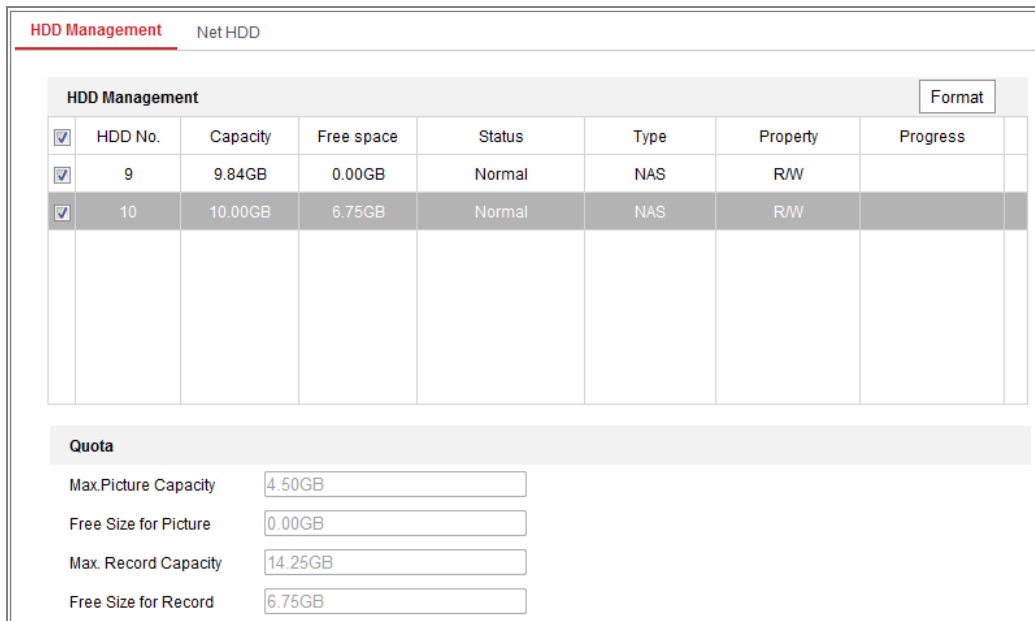 HDD Management Net HDD
HDD Management Format
HDD No. Capacity Free space Status Type Property Progress
9 9.84GB 0.00GB Normal NAS R/W
10 10.00GB 6.75GB Normal NAS R/W
Quota
Max.Picture Capacity 4.50GB
Free Size for Picture 0.00GB
Max. Record Capacity 14.25GB
Free Size for Record 6.75GB